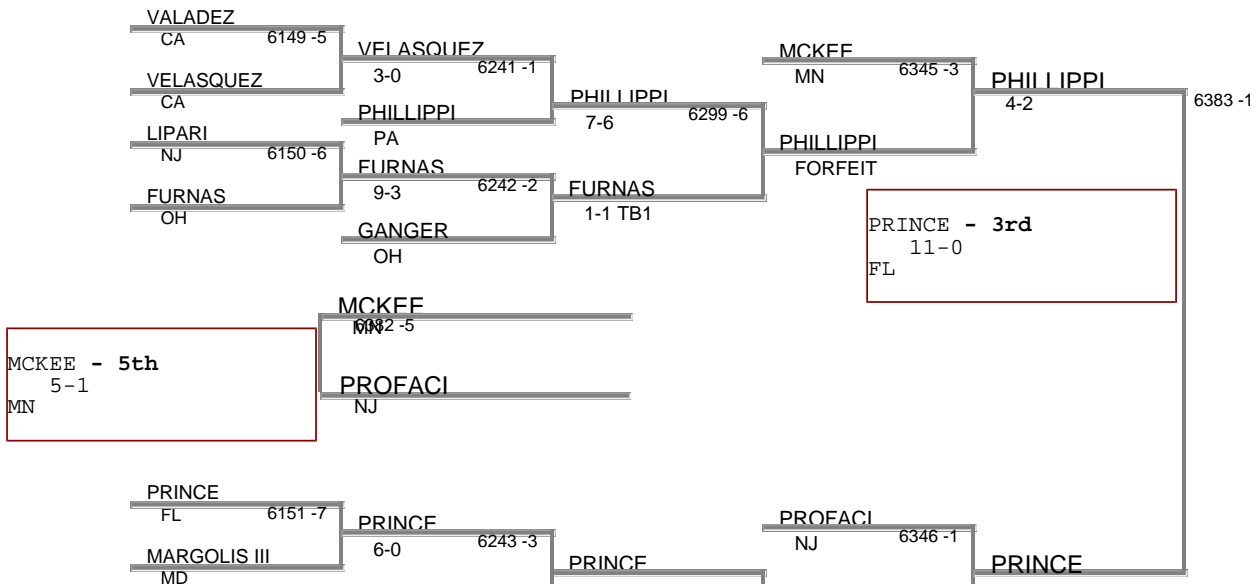 VALADEZ
CA
6149 -5
VELASQUEZ
3-0
6241 -1
VELASQUEZ
CA
PHILLIPPI
7-6
6299 -6
PHILLIPPI
PA
LIPARI
NJ
6150 -6
FURNAS
9-3
6242 -2
FURNAS
OH
FURNAS
1-1 TB1
GANGER
OH
MCKEE
MN
6345 -3
PHILLIPPI
4-2
6383 -1
PHILLIPPI
FORFEIT
PRINCE - 3rd
11-0
FL
MCKEE
MN
6382 -5
PROFACI
NJ
MCKEE - 5th
5-1
MN
PRINCE
FL
6151 -7
PRINCE
6-0
6243 -3
MARGOLIS III
MD
PRINCE
PROFACI
NJ
6346 -1
PRINCE